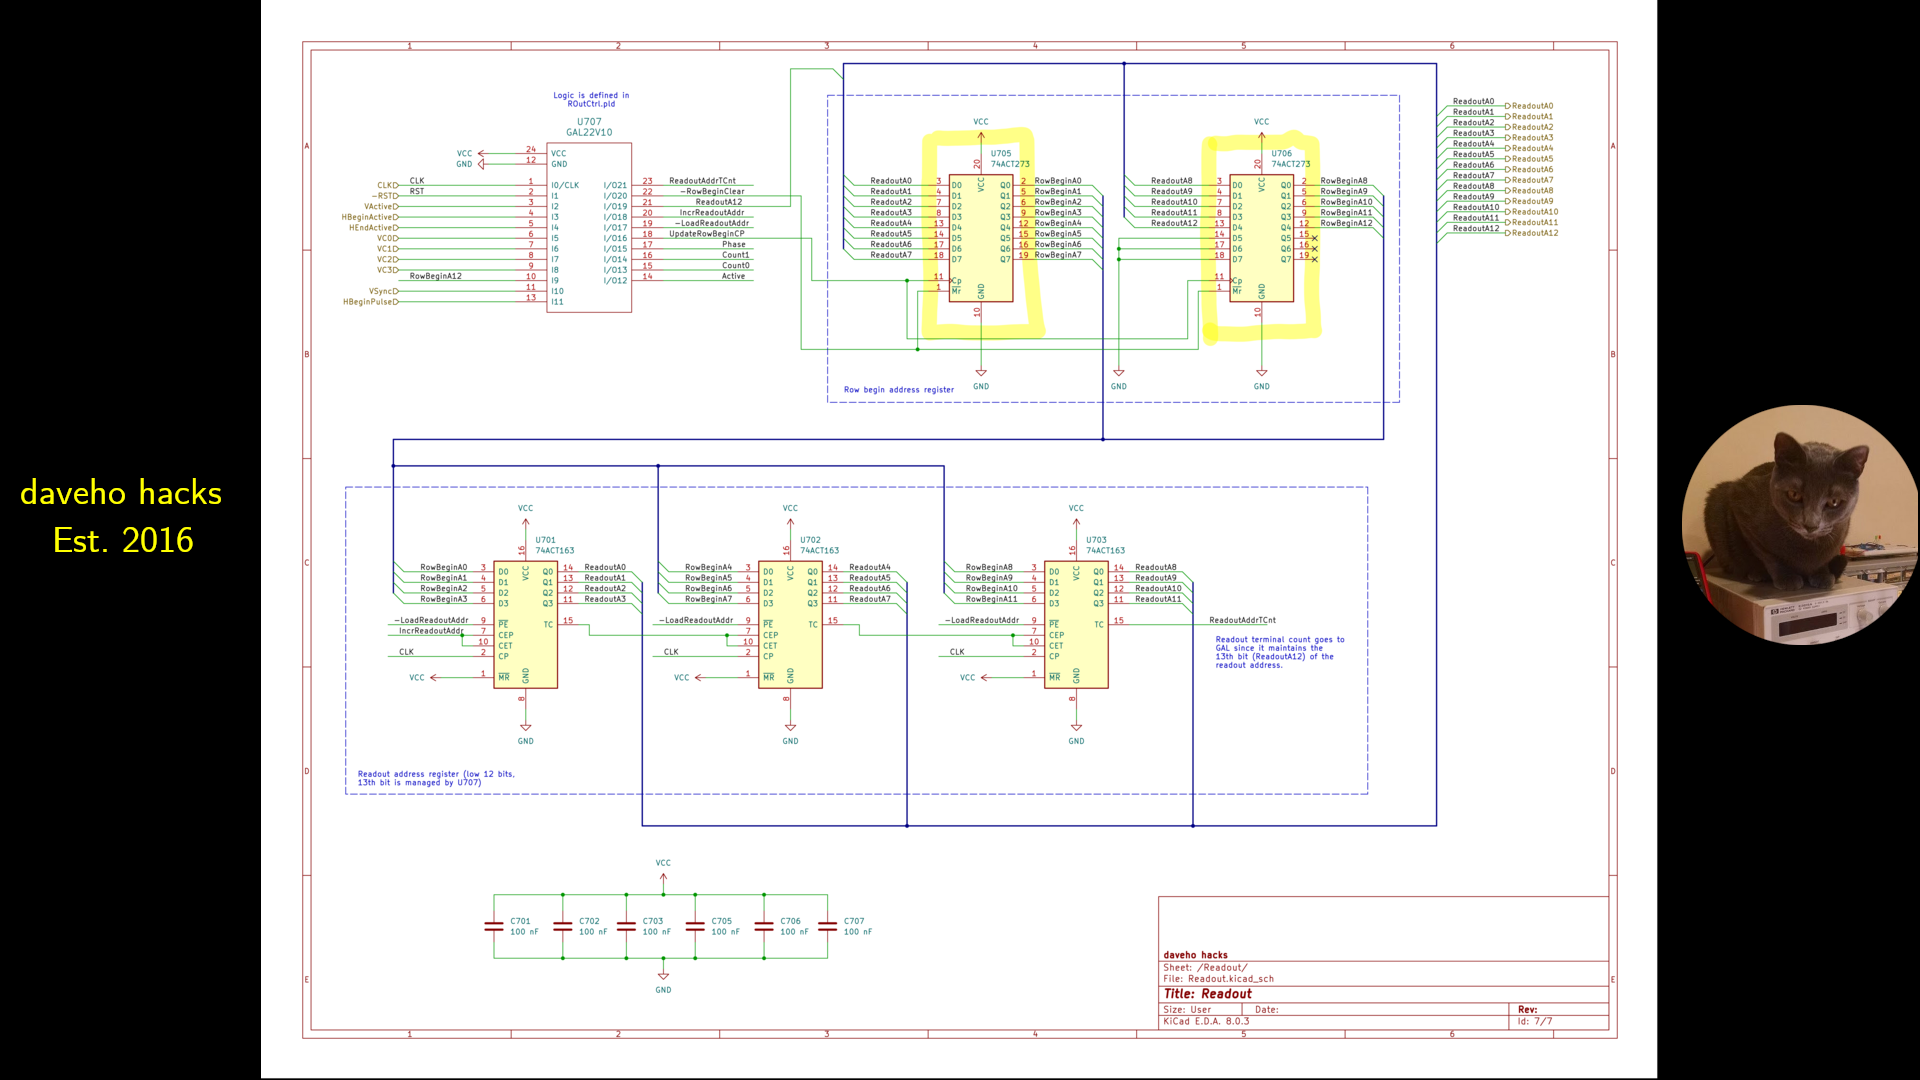 daveho hacks
Est. 2016
1 2 3 4 5 6
A
B
C
D
E
Logic is defined in
ROutCtrl.pld
U707
GAL22V10
VCC 24 VCC
GND 12 GND
CLK CLK 1 I0/CLK I/O21 23 ReadoutAddrTCnt
-RST RST 2 I1 I/O20 22 -RowBeginClear
VActive 3 I2 I/O19 21 ReadoutA12
HBeginActive 4 I3 I/O18 20 IncrReadoutAddr
HEndActive 5 I4 I/O17 19 -LoadReadoutAddr
VC0 6 I5 I/O16 18 UpdateRowBeginCP
VC1 7 I6 I/O15 17 Phase
VC2 8 I7 I/O14 16 Count1
VC3 9 I8 I/O13 15 Count0
RowBeginA12 10 I9 I/O12 14 Active
VSync 11 I10
HBeginPulse 13 I11
VCC
U705
74ACT273
20 VCC
ReadoutA0 3 D0 Q0 2 RowBeginA0
ReadoutA1 4 D1 Q1 5 RowBeginA1
ReadoutA2 7 D2 Q2 6 RowBeginA2
ReadoutA3 8 D3 Q3 9 RowBeginA3
ReadoutA4 13 D4 Q4 12 RowBeginA4
ReadoutA5 14 D5 Q5 15 RowBeginA5
ReadoutA6 17 D6 Q6 16 RowBeginA6
ReadoutA7 18 D7 Q7 19 RowBeginA7
11 Cp
1 Mr
GND 10
GND
VCC
U706
74ACT273
20 VCC
ReadoutA8 3 D0 Q0 2 RowBeginA8
ReadoutA9 4 D1 Q1 5 RowBeginA9
ReadoutA10 7 D2 Q2 6 RowBeginA10
ReadoutA11 8 D3 Q3 9 RowBeginA11
ReadoutA12 13 D4 Q4 12 RowBeginA12
14 D5 Q5 15
17 D6 Q6 16
18 D7 Q7 19
11 Cp
1 Mr
GND 10
GND
GND
Row begin address register
ReadoutA0 ReadoutA0
ReadoutA1 ReadoutA1
ReadoutA2 ReadoutA2
ReadoutA3 ReadoutA3
ReadoutA4 ReadoutA4
ReadoutA5 ReadoutA5
ReadoutA6 ReadoutA6
ReadoutA7 ReadoutA7
ReadoutA8 ReadoutA8
ReadoutA9 ReadoutA9
ReadoutA10 ReadoutA10
ReadoutA11 ReadoutA11
ReadoutA12 ReadoutA12
VCC
U701
74ACT163
16 VCC
RowBeginA0 3 D0 Q0 14 ReadoutA0
RowBeginA1 4 D1 Q1 13 ReadoutA1
RowBeginA2 5 D2 Q2 12 ReadoutA2
RowBeginA3 6 D3 Q3 11 ReadoutA3
-LoadReadoutAddr 9 PE TC 15
IncrReadoutAddr 7 CEP
10 CET
CLK 2 CP
VCC 1 MR GND
8
GND
VCC
U702
74ACT163
16 VCC
RowBeginA4 3 D0 Q0 14 ReadoutA4
RowBeginA5 4 D1 Q1 13 ReadoutA5
RowBeginA6 5 D2 Q2 12 ReadoutA6
RowBeginA7 6 D3 Q3 11 ReadoutA7
-LoadReadoutAddr 9 PE TC 15
7 CEP
10 CET
CLK 2 CP
VCC 1 MR GND
8
GND
VCC
U703
74ACT163
16 VCC
RowBeginA8 3 D0 Q0 14 ReadoutA8
RowBeginA9 4 D1 Q1 13 ReadoutA9
RowBeginA10 5 D2 Q2 12 ReadoutA10
RowBeginA11 6 D3 Q3 11 ReadoutA11
-LoadReadoutAddr 9 PE TC 15 ReadoutAddrTCnt
7 CEP
10 CET
CLK 2 CP
VCC 1 MR GND
8
GND
Readout terminal count goes to
GAL since it maintains the
13th bit (ReadoutA12) of the
readout address.
Readout address register (low 12 bits,
13th bit is managed by U707)
VCC
C701 C702 C703 C705 C706 C707
100 nF 100 nF 100 nF 100 nF 100 nF 100 nF
GND
daveho hacks
Sheet: /Readout/
File: Readout.kicad_sch
Title: Readout
Size: User Date: Rev:
KiCad E.D.A. 8.0.3 Id: 7/7
A
B
C
D
E
1 2 3 4 5 6